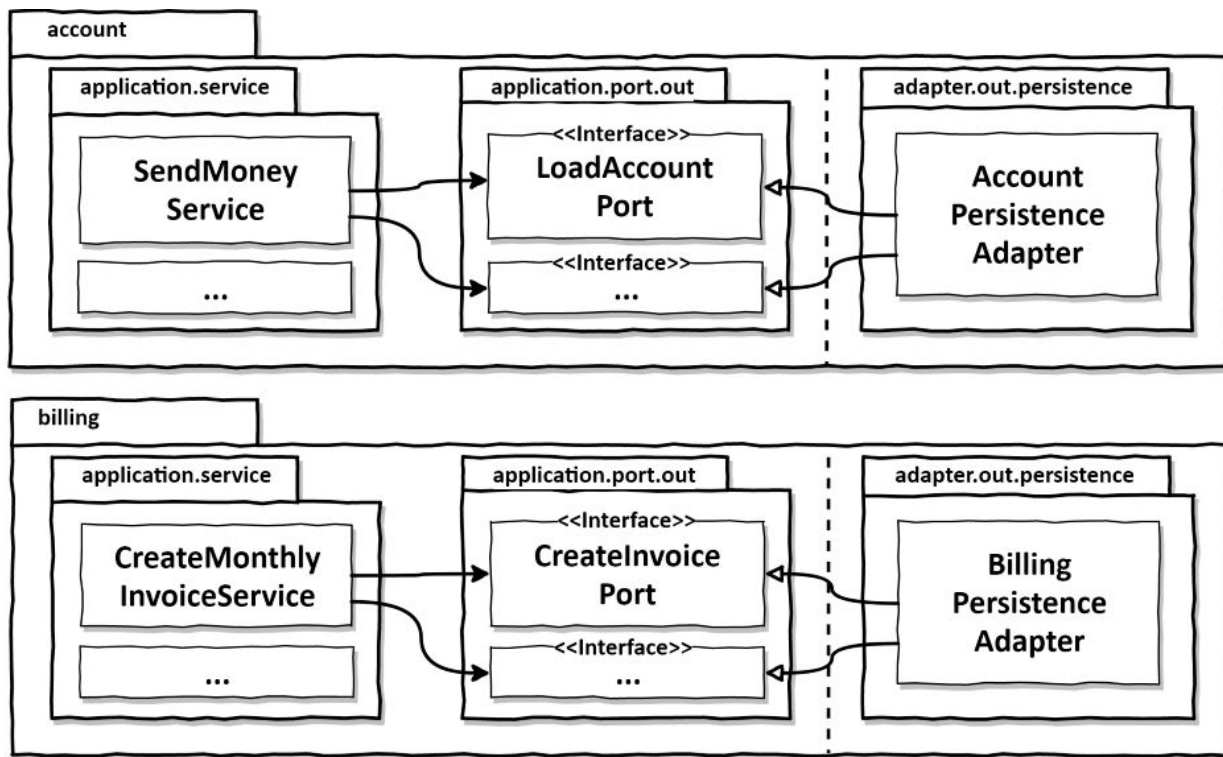 account
application.service
application.port.out
adapter.out.persistence
SendMoney
Service
...
<<Interface>>
LoadAccount
Port
<<Interface>>
...
Account
Persistence
Adapter
billing
application.service
application.port.out
adapter.out.persistence
CreateMonthly
InvoiceService
...
<<Interface>>
CreateInvoice
Port
<<Interface>>
...
Billing
Persistence
Adapter